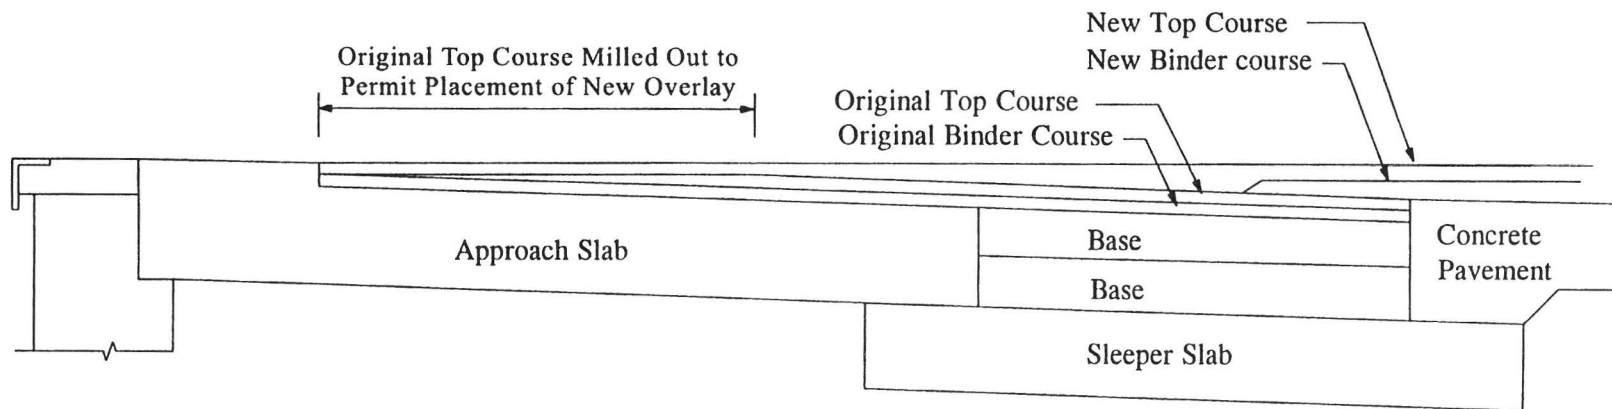 New Top Course
New Binder course
Original Top Course Milled Out to
Permit Placement of New Overlay
Original Top Course
Original Binder Course
Approach Slab
Base
Base
Concrete
Pavement
Sleeper Slab